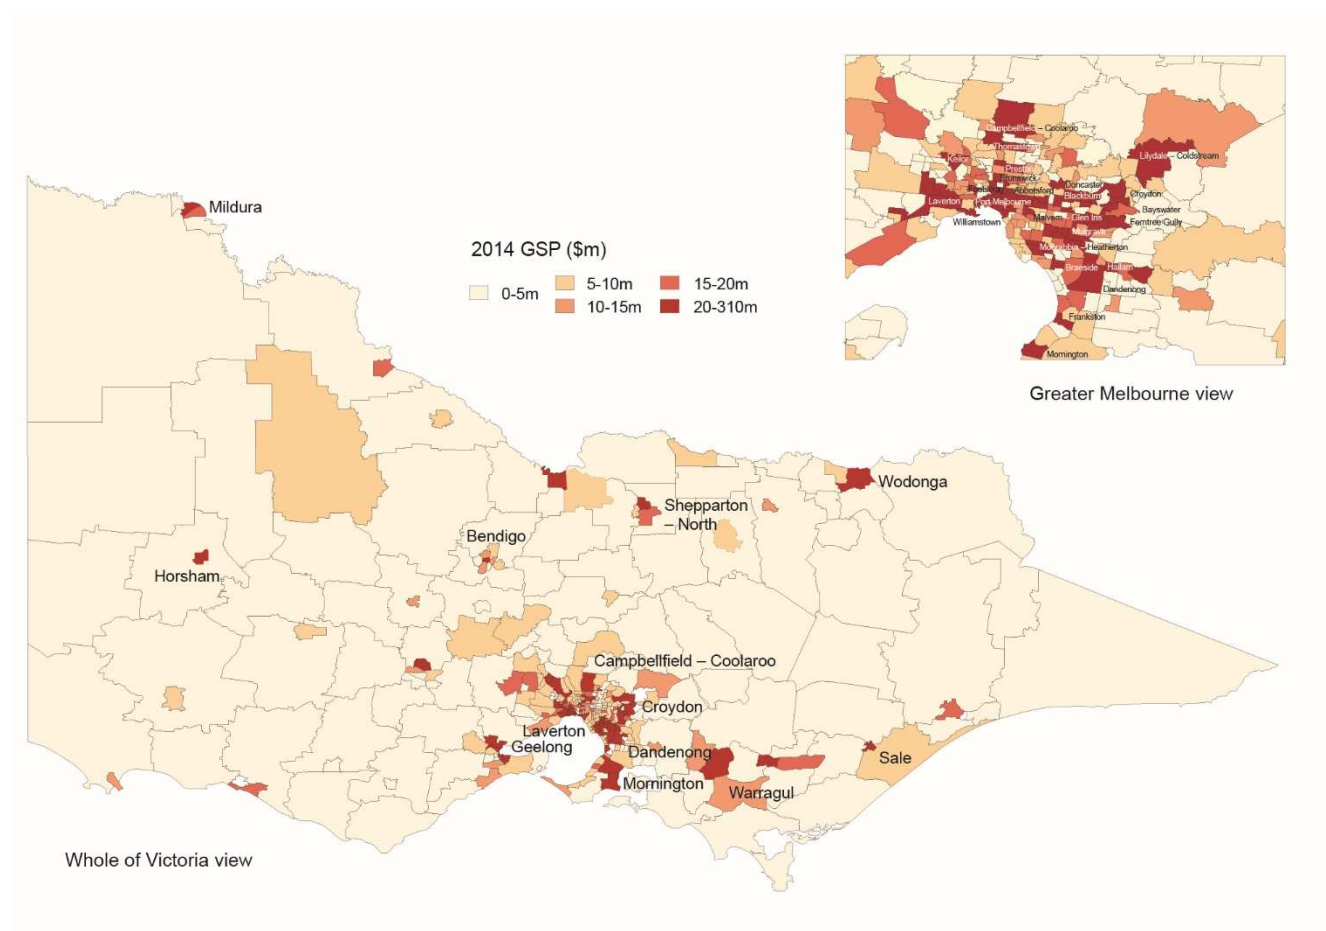 Campbellfield – Coolaroo
Thomastown
Keilor
Lilydale – Coldstream
Preston
Brunswick
Footscray
Abbotsford
Doncaster
Blackburn
Croydon
Laverton
Port Melbourne
Bayswater
Williamstown
Malvern
Glen Iris
Ferntree Gully
Mulgrave
Moorabbin – Heatherton
Braeside
Hallam
Dandenong
Frankston
Mornington
Greater Melbourne view
Mildura
2014 GSP ($m)
0-5m
5-10m
10-15m
15-20m
20-310m
Wodonga
Shepparton
– North
Bendigo
Horsham
Campbellfield – Coolaroo
Croydon
Laverton
Geelong
Dandenong
Sale
Mornington
Warragul
Whole of Victoria view